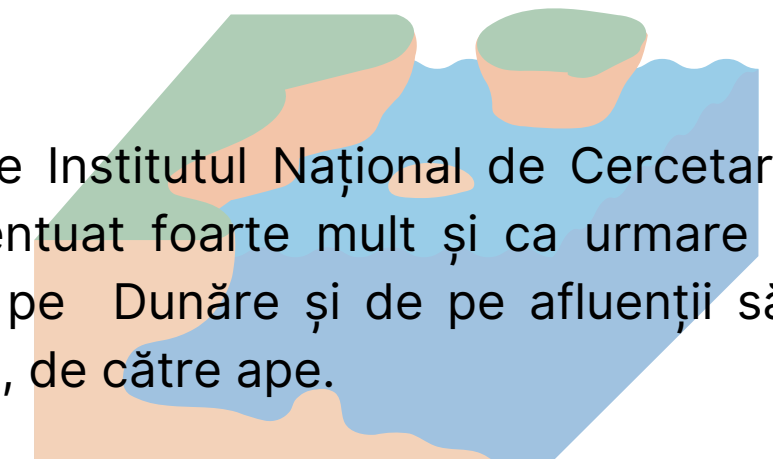 e Institutul Național de Cercetar
entuat foarte mult și ca urmare
pe Dunăre și de pe afluenții să
, de către ape.